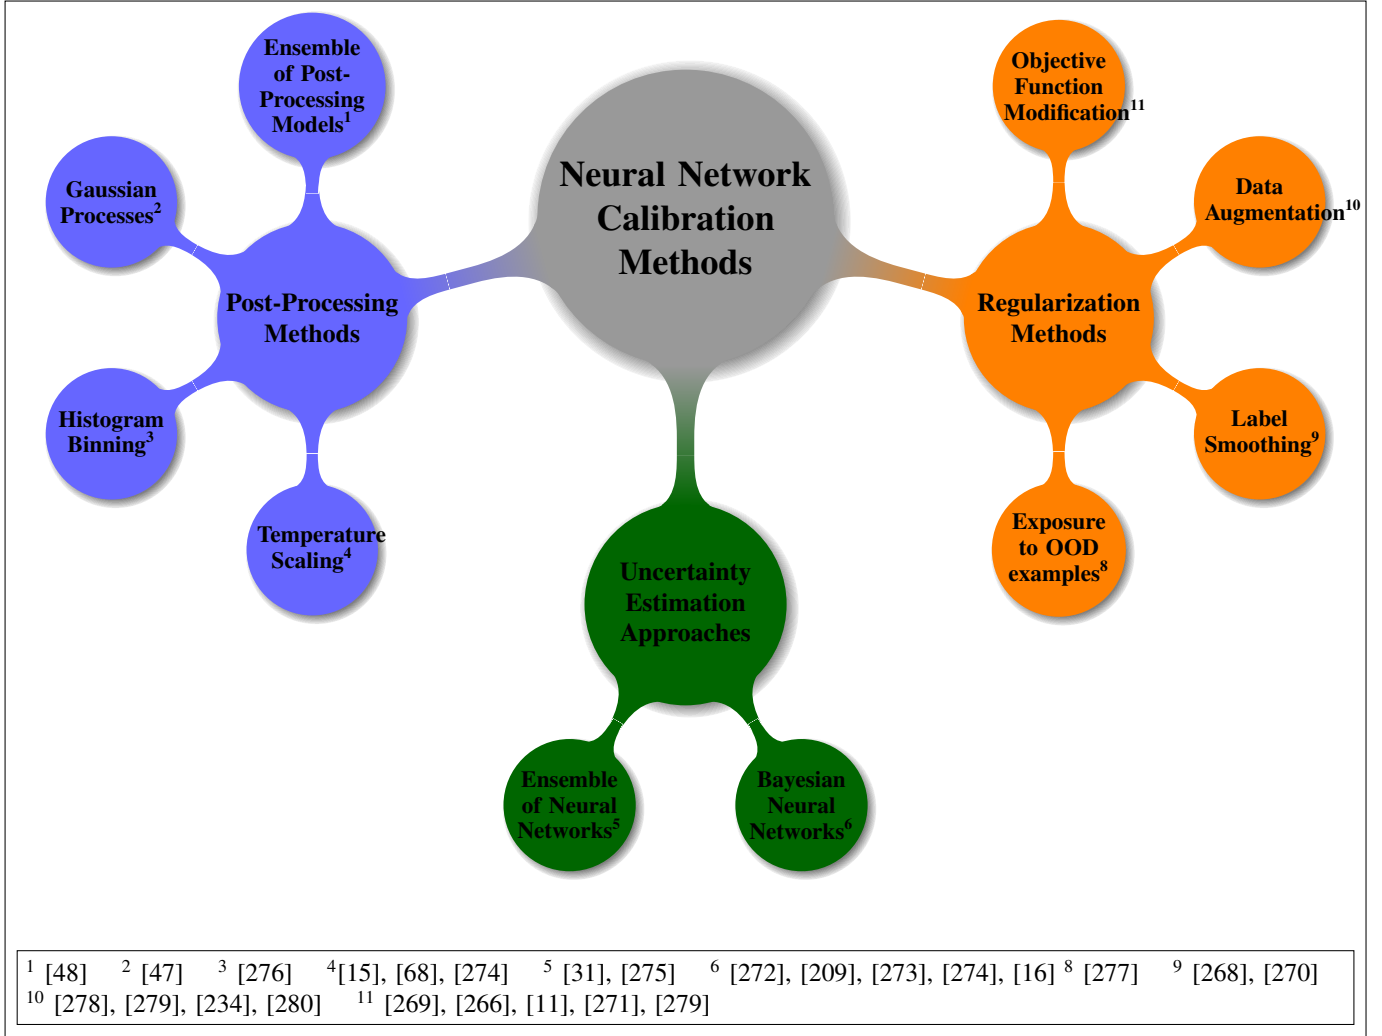 Ensemble
of Post-
Processing
Models1
Gaussian
Processes2
Post-Processing
Methods
Histogram
Binning3
Temperature
Scaling4
Neural Network
Calibration
Methods
Uncertainty
Estimation
Approaches
Ensemble
of Neural
Networks5
Bayesian
Neural
Networks6
Objective
Function
Modification11
Data
Augmentation10
Regularization
Methods
Label
Smoothing9
Exposure
to OOD
examples8
1 [48] 2 [47] 3 [276] 4[15], [68], [274] 5 [31], [275] 6 [272], [209], [273], [274], [16] 8 [277] 9 [268], [270]
10 [278], [279], [234], [280] 11 [269], [266], [11], [271], [279]